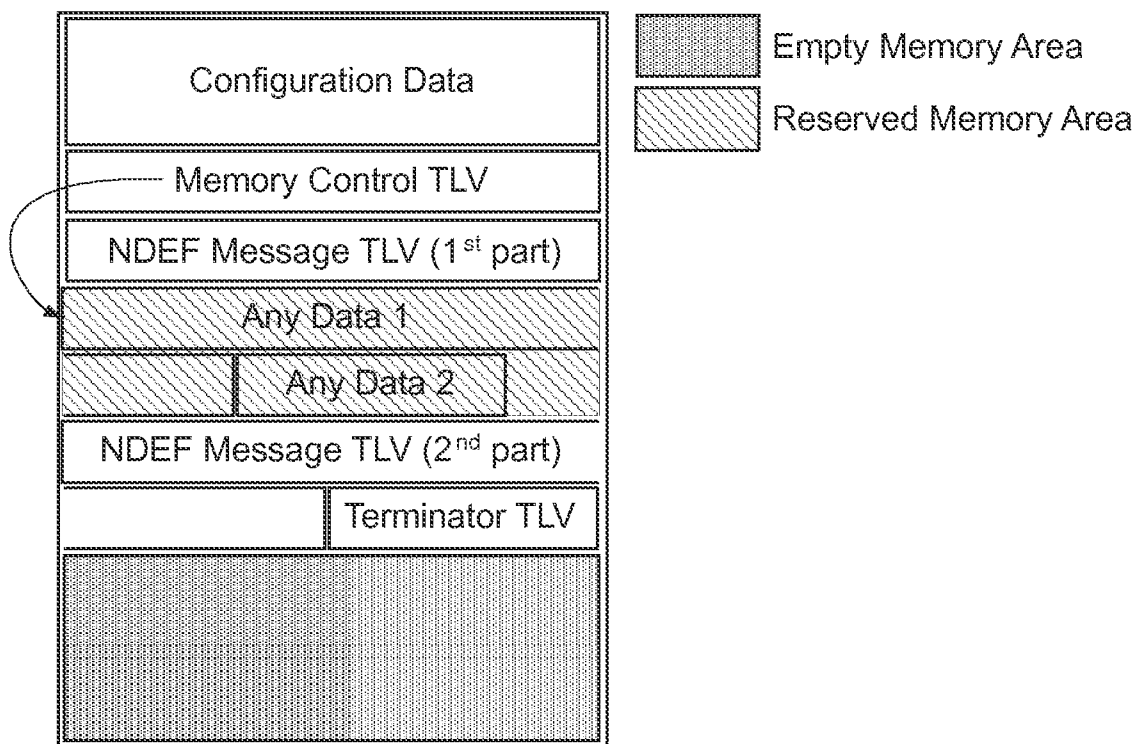 Configuration Data
Empty Memory Area
Reserved Memory Area
Memory Control TLV
NDEF Message TLV (1st part)
Any Data 1
Any Data 2
NDEF Message TLV (2nd part)
Terminator TLV